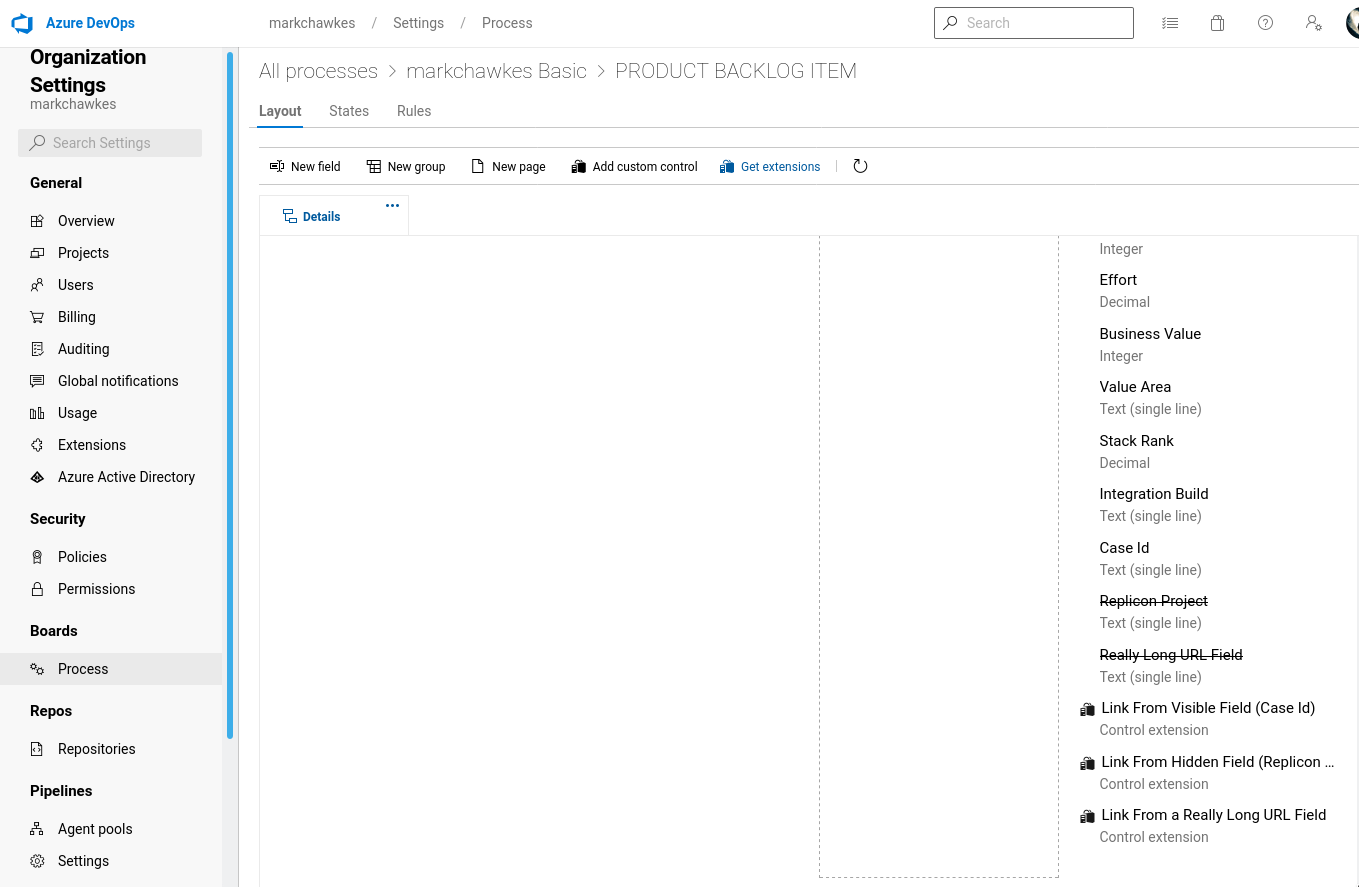 Azure DevOps
markchawkes / Settings / Process
Search
Organization
Settings
markchawkes
Search Settings
General
Overview
Projects
Users
Billing
Auditing
Global notifications
Usage
Extensions
Azure Active Directory
Security
Policies
Permissions
Boards
Process
Repos
Repositories
Pipelines
Agent pools
Settings
All processes > markchawkes Basic > PRODUCT BACKLOG ITEM
Layout States Rules
New field New group New page Add custom control Get extensions
Details ...
Integer
Effort
Decimal
Business Value
Integer
Value Area
Text (single line)
Stack Rank
Decimal
Integration Build
Text (single line)
Case Id
Text (single line)
Replicon Project
Text (single line)
Really Long URL Field
Text (single line)
Link From Visible Field (Case Id)
Control extension
Link From Hidden Field (Replicon ...
Control extension
Link From a Really Long URL Field
Control extension